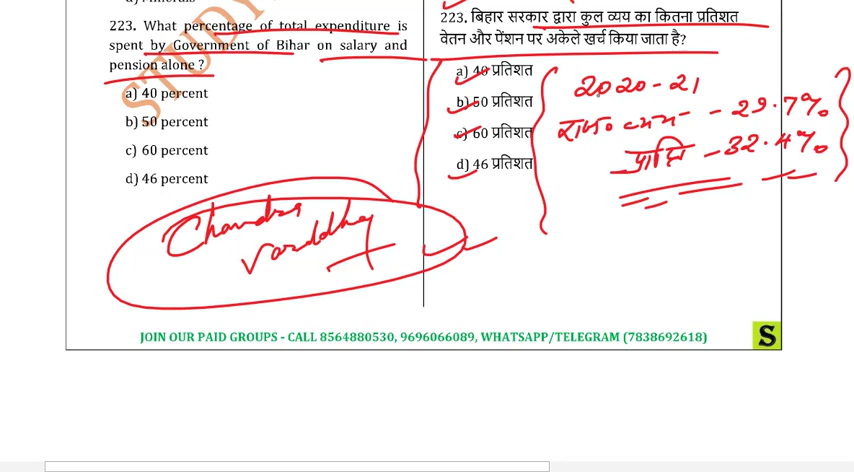 223. What percentage of total expenditure is
spent by Government of Bihar on salary and
pension alone ?
a) 40 percent
b) 50 percent
c) 60 percent
d) 46 percent
223. बिहार सरकार द्वारा कुल व्यय का कितना प्रतिशत
वेतन और पेंशन पर अकेले खर्च किया जाता है?
a) 40 प्रतिशत
b) 50 प्रतिशत
c) 60 प्रतिशत
d) 46 प्रतिशत
2020-21
व्यय - 29.7%
प्राप्ति - 32.4%
Chandra
STUDY
JOIN OUR PAID GROUPS - CALL 8564880530, 9696066089, WHATSAPP/TELEGRAM (7838692618)
S